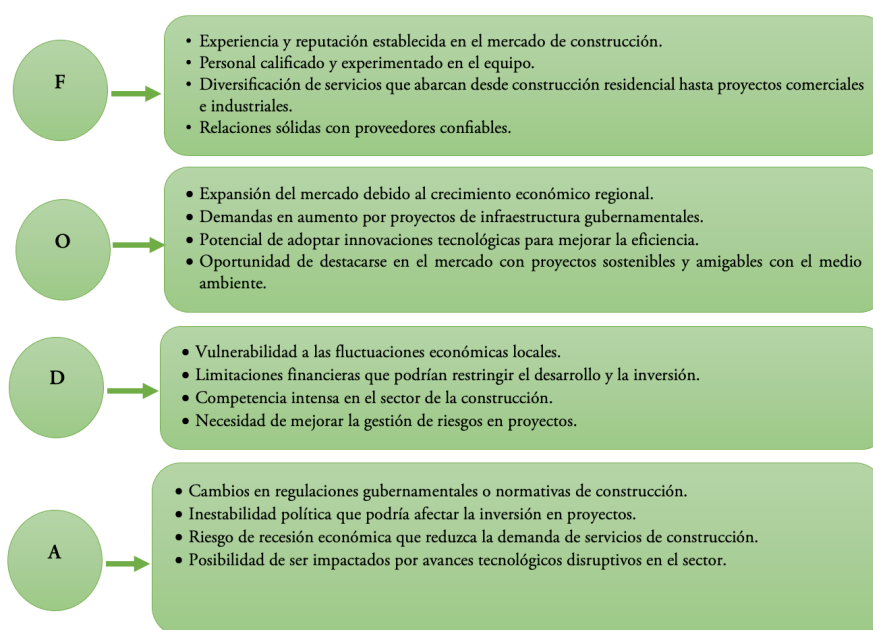 F
• Experiencia y reputación establecida en el mercado de construcción.
• Personal calificado y experimentado en el equipo.
• Diversificación de servicios que abarcan desde construcción residencial hasta proyectos comerciales
e industriales.
• Relaciones sólidas con proveedores confiables.
O
• Expansión del mercado debido al crecimiento económico regional.
• Demandas en aumento por proyectos de infraestructura gubernamentales.
• Potencial de adoptar innovaciones tecnológicas para mejorar la eficiencia.
• Oportunidad de destacarse en el mercado con proyectos sostenibles y amigables con el medio
ambiente.
D
• Vulnerabilidad a las fluctuaciones económicas locales.
• Limitaciones financieras que podrían restringir el desarrollo y la inversión.
• Competencia intensa en el sector de la construcción.
• Necesidad de mejorar la gestión de riesgos en proyectos.
A
• Cambios en regulaciones gubernamentales o normativas de construcción.
• Inestabilidad política que podría afectar la inversión en proyectos.
• Riesgo de recesión económica que reduzca la demanda de servicios de construcción.
• Posibilidad de ser impactados por avances tecnológicos disruptivos en el sector.